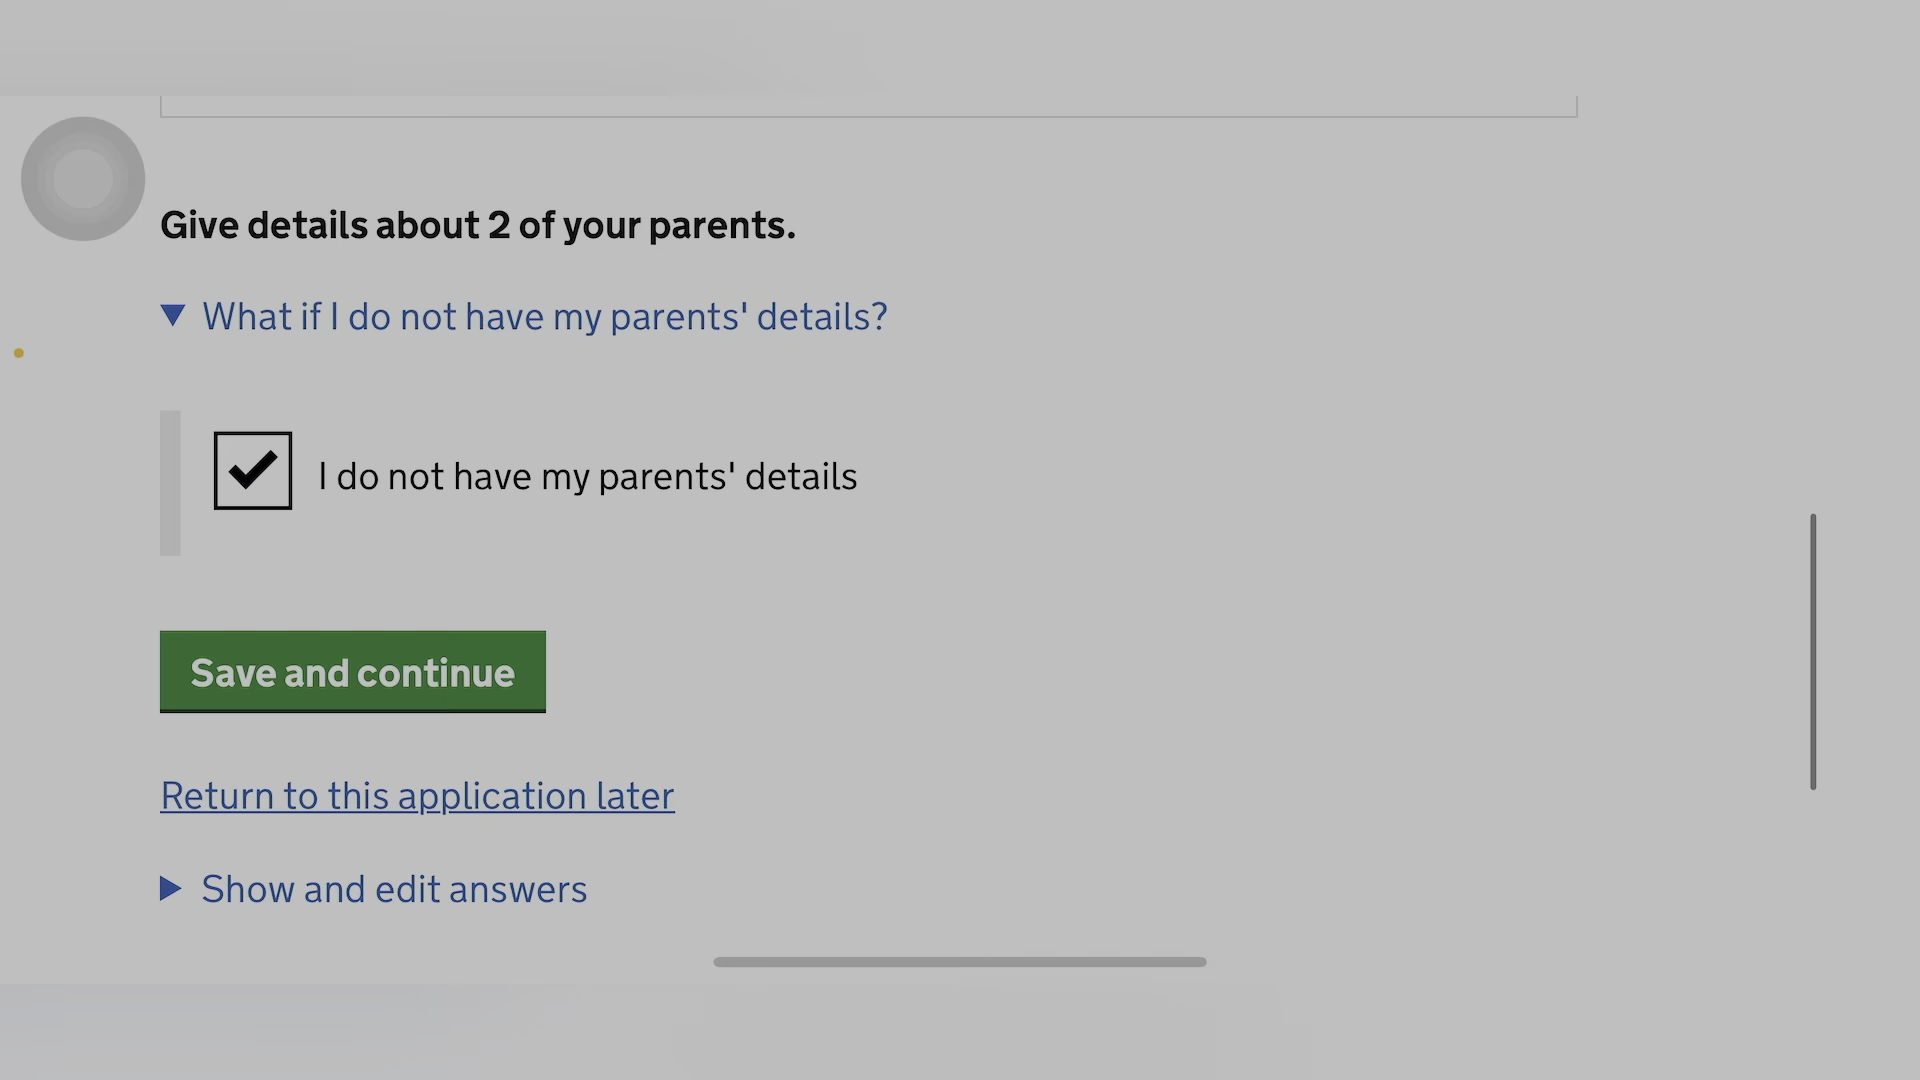 Give details about 2 of your parents.
What if I do not have my parents' details?
I do not have my parents' details
Save and continue
Return to this application later
Show and edit answers